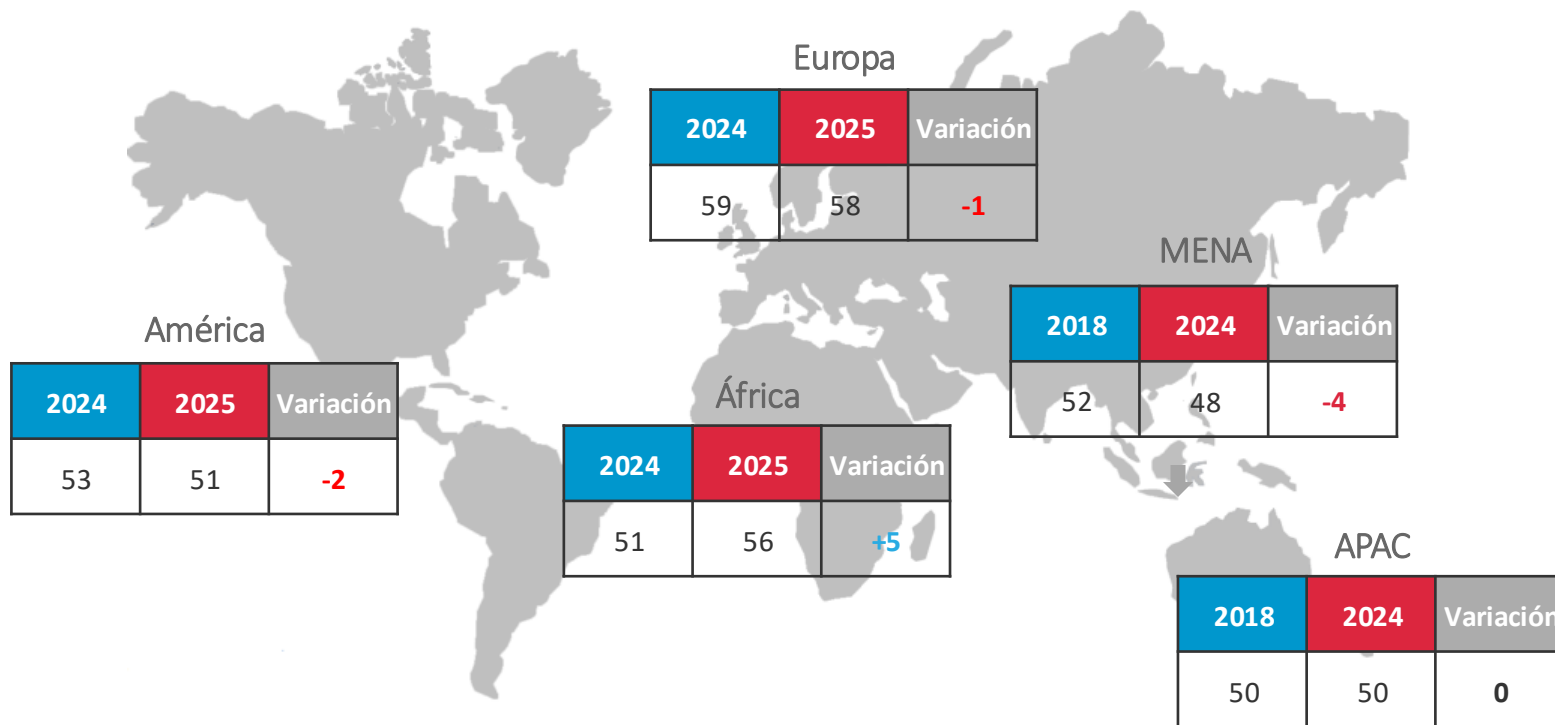 Europa
2024 2025 Variación
59 58 -1
MENA
2018 2024 Variación
52 48 -4
América
2024 2025 Variación
53 51 -2
África
2024 2025 Variación
51 56 +5
APAC
2018 2024 Variación
50 50 0